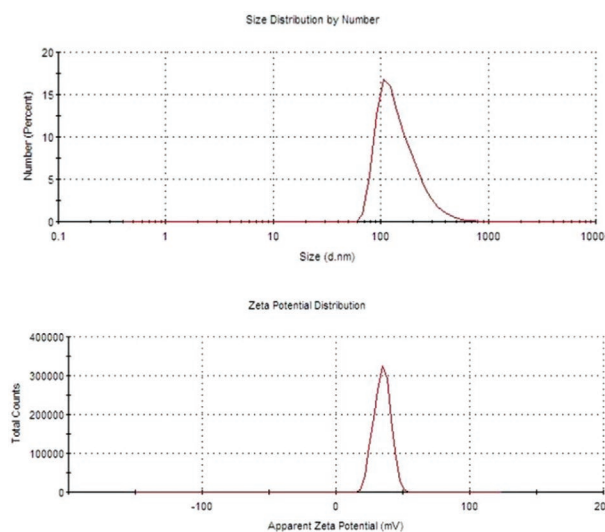 Size Distribution by Number
20
15
10
5
0
Number (Percent)
0.1 1 10 100 1000 1000
Size (d.nm)
Zeta Potential Distribution
400000
300000
200000
100000
0
Total Counts
-100 0 100 20
Apparent Zeta Potential (mV)